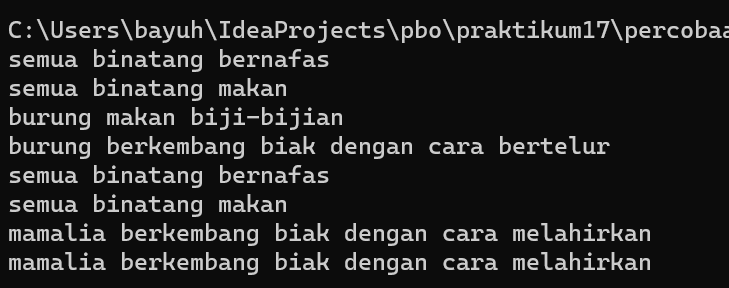 C:\Users\bayuh\IdeaProjects\pbo\praktikum17\percobaa
semua binatang bernafas
semua binatang makan
burung makan biji-bijian
burung berkembang biak dengan cara bertelur
semua binatang bernafas
semua binatang makan
mamalia berkembang biak dengan cara melahirkan
mamalia berkembang biak dengan cara melahirkan